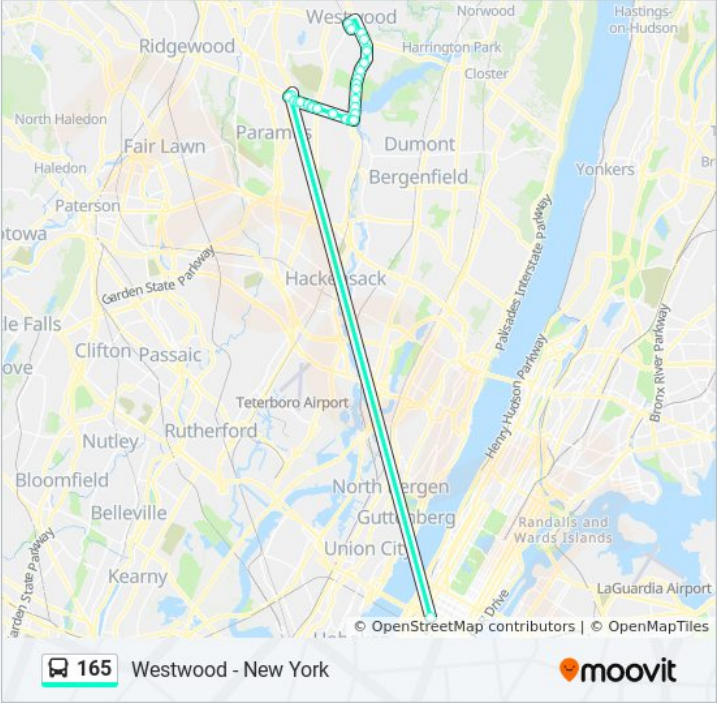 Westwood
Norwood
Hastings-
on-Hudson
Ridgewood
Harrington Park
Closter
North Haledon
Paramus
Fair Lawn
Dumont
Haledon
Bergenfield
Yonkers
Paterson
otowa
Palisades Interstate Parkway
Garden State Parkway
Hackensack
le Falls
Clifton
Passaic
ove
Henry Hudson Parkway
Bronx River Parkway
Teterboro Airport
Rutherford
Nutley
Bloomfield
North Bergen
Belleville
Guttenberg
Randalls and
Wards Islands
Union City
Kearny
arden State Parkway
LaGuardia Airport
Drive
© OpenStreetMap contributors | © OpenMapTiles
165 Westwood - New York
moovit